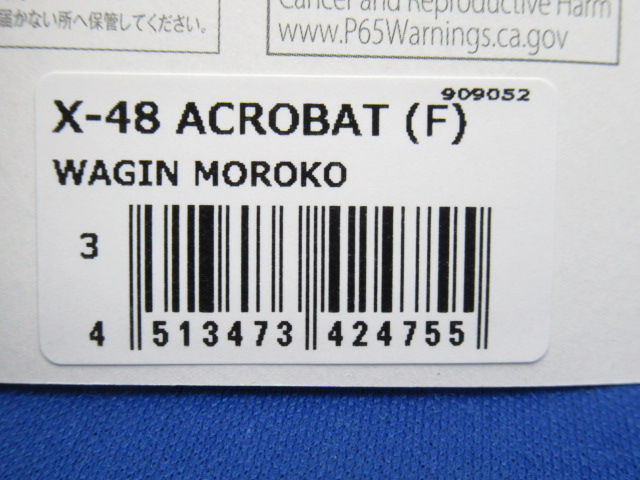 届かない所へ保管してください。
Cancer and Reproductive Harm
www.P65Warnings.ca.gov
909052
X-48 ACROBAT (F)
WAGIN MOROKO
3
4 513473 424755